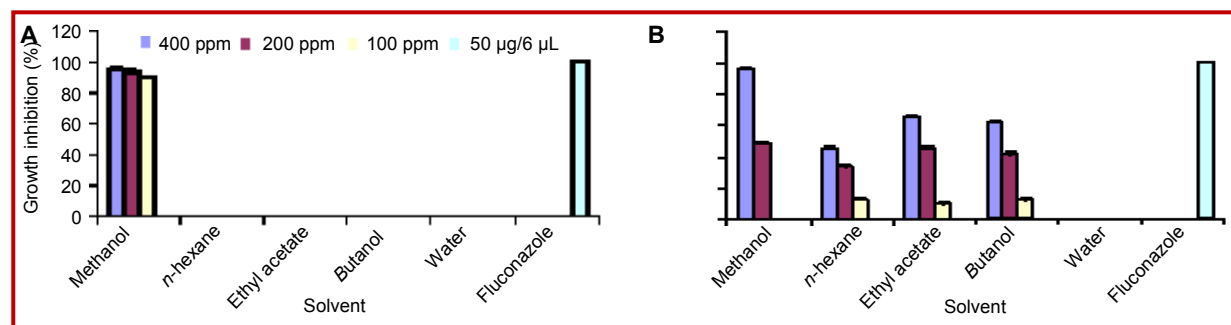 A
B
120
100
80
60
40
20
0
Growth inhibition (%)
400 ppm 200 ppm 100 ppm 50 µg/6 µL
Methanol
n-hexane
Ethyl acetate
Butanol
Water
Fluconazole
Solvent
Methanol
n-hexane
Ethyl acetate
Butanol
Water
Fluconazole
Solvent